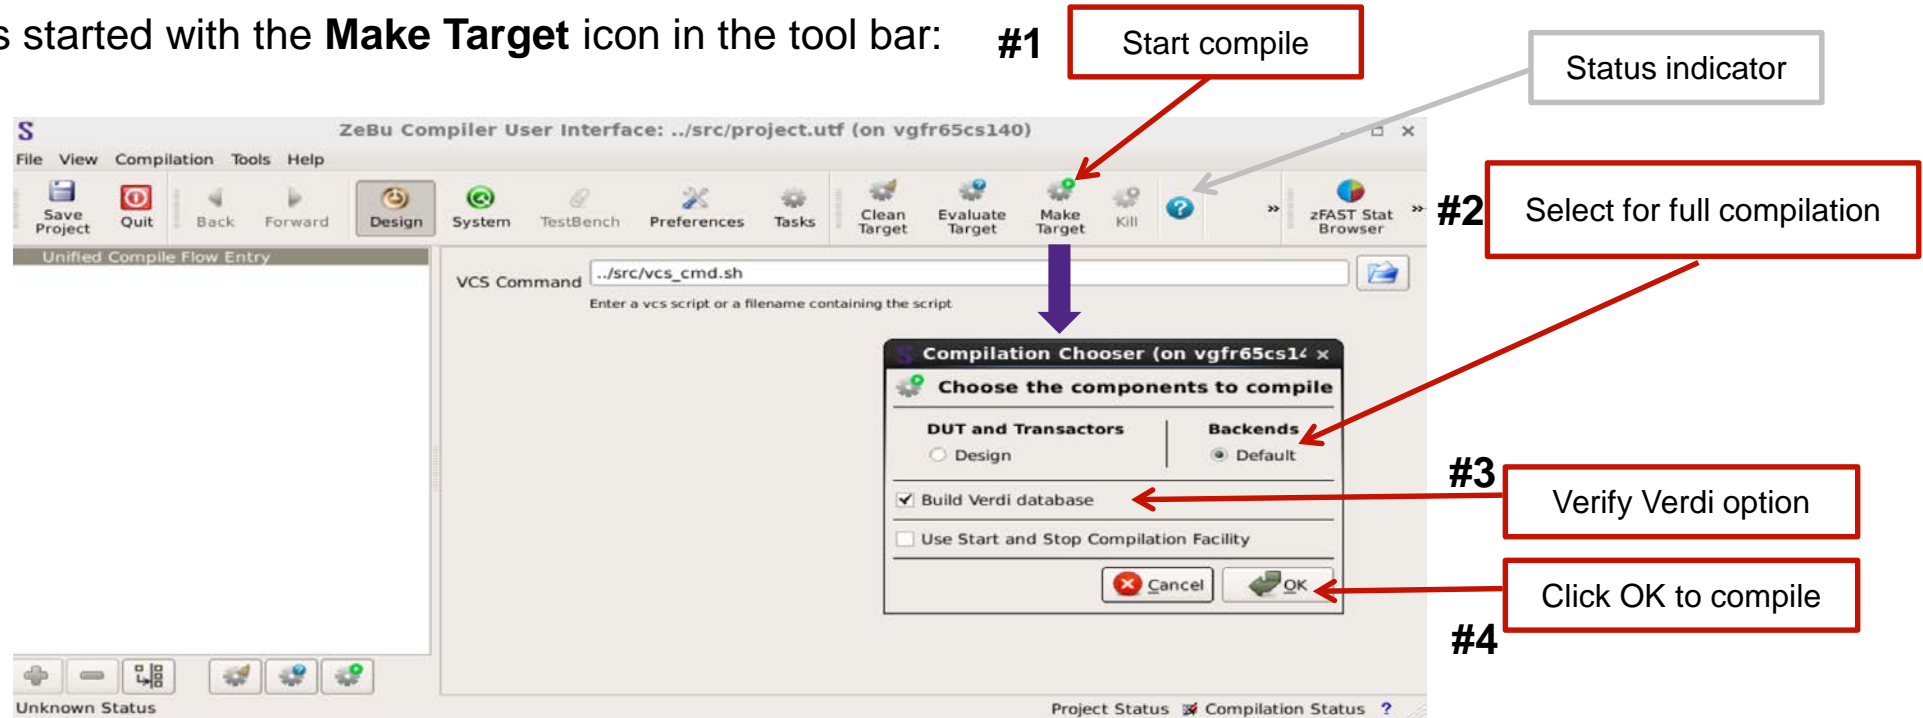 s started with the Make Target icon in the tool bar:
#1
Start compile
Status indicator
S
ZeBu Compiler User Interface: ../src/project.utf (on vgfr65cs140)
File View Compilation Tools Help
Save Project
Quit
Back
Forward
Design
System
TestBench
Preferences
Tasks
Clean Target
Evaluate Target
Make Target
Kill
?
»
zFAST Stat Browser
»
#2
Select for full compilation
Unified Compile Flow Entry
VCS Command
../src/vcs_cmd.sh
Enter a vcs script or a filename containing the script
Compilation Chooser (on vgfr65cs14
Choose the components to compile
DUT and Transactors
Backends
Design
Default
#3
Build Verdi database
Verify Verdi option
Use Start and Stop Compilation Facility
Cancel
OK
Click OK to compile
#4
Unknown Status
Project Status
Compilation Status ?